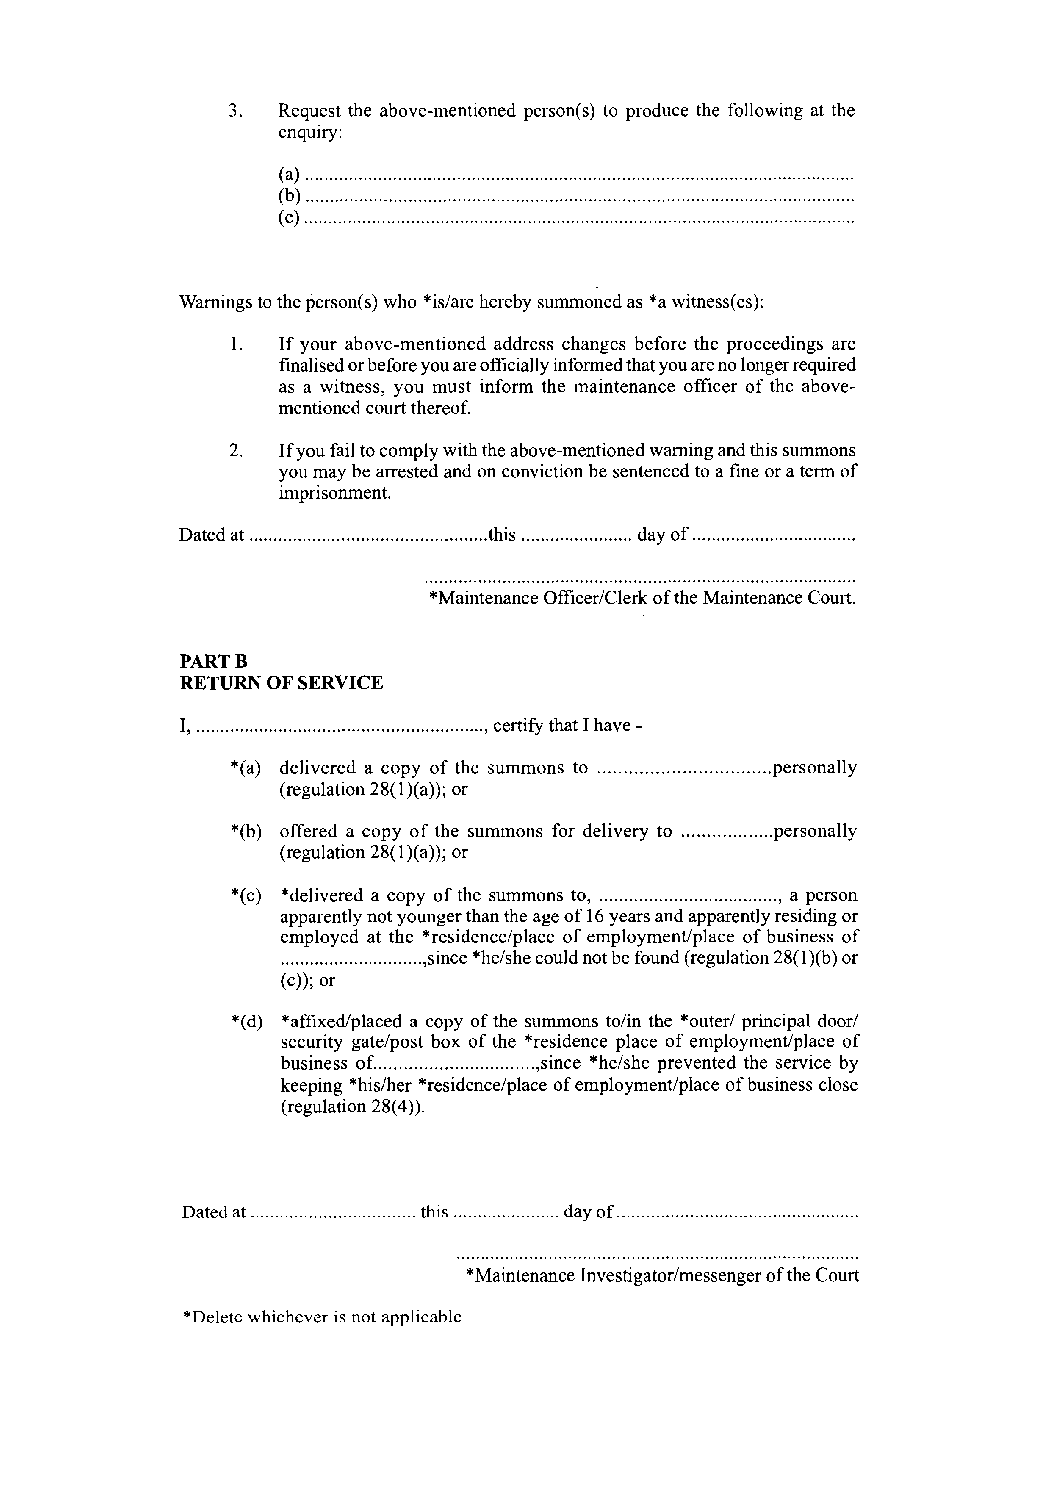 3. Request the above-mentioned person(s) to produce the following at the
enquiry:
(a) ..........................................................................................................
(b) ..........................................................................................................
(c) ..........................................................................................................
Warnings to the person(s) who *is/are hereby summoned as *a witness(es):
1. If your above-mentioned address changes before the proceedings are
finalised or before you are officially informed that you are no longer required
as a witness, you must inform the maintenance officer of the above-
mentioned court thereof.
2. If you fail to comply with the above-mentioned warning and this summons
you may be arrested and on conviction be sentenced to a fine or a term of
imprisonment.
Dated at .................................................this ....................... day of ..................................
..........................................................................................
*Maintenance Officer/Clerk of the Maintenance Court.
PART B
RETURN OF SERVICE
I, ............................................................, certify that I have -
*(a) delivered a copy of the summons to .................................personally
(regulation 28(1)(a)); or
*(b) offered a copy of the summons for delivery to ..................personally
(regulation 28(1)(a)); or
*(c) *delivered a copy of the summons to, ..................................., a person
apparently not younger than the age of 16 years and apparently residing or
employed at the *residence/place of employment/place of business of
.............................,since *he/she could not be found (regulation 28(1)(b) or
(c)); or
*(d) *affixed/placed a copy of the summons to/in the *outer/ principal door/
security gate/post box of the *residence place of employment/place of
business of...............................,since *he/she prevented the service by
keeping *his/her *residence/place of employment/place of business close
(regulation 28(4)).
Dated at .................................. this ...................... day of..................................................
...................................................................................
*Maintenance Investigator/messenger of the Court
*Delete whichever is not applicable